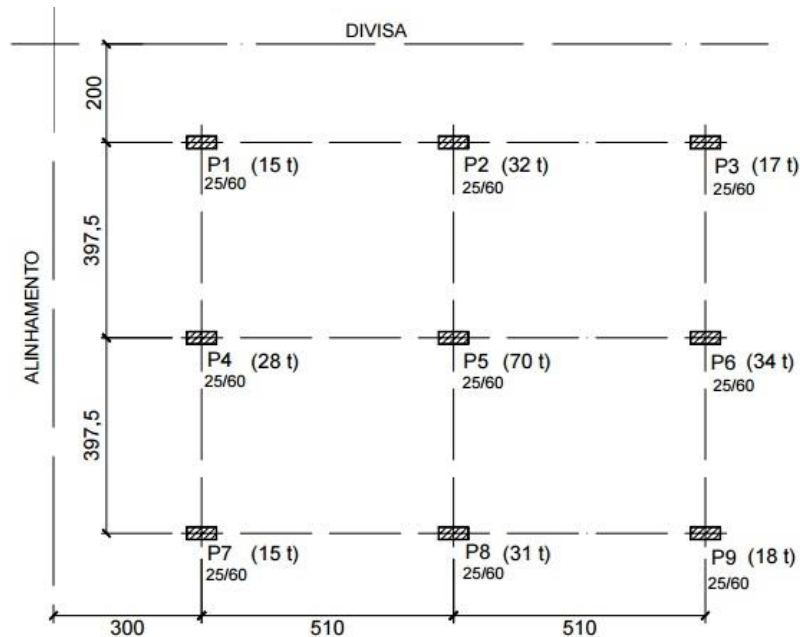 DIVISA
200
P1 (15 t)
25/60
P2 (32 t)
25/60
P3 (17 t)
25/60
397,5
ALINHAMENTO
P4 (28 t)
25/60
P5 (70 t)
25/60
P6 (34 t)
25/60
397,5
P7 (15 t)
25/60
P8 (31 t)
25/60
P9 (18 t)
25/60
300
510
510